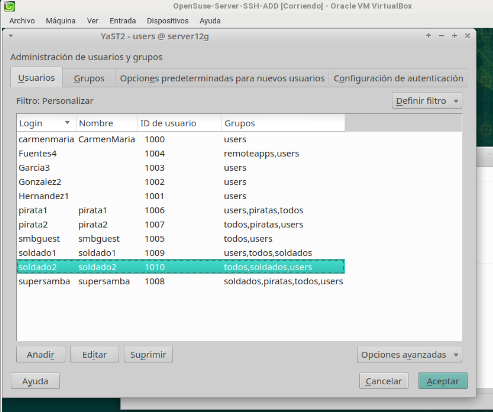 OpenSuse-Server-SSH-ADD [Corriendo] - Oracle VM VirtualBox
Archivo Máquina Ver Entrada Dispositivos Ayuda
YaST2 - users @ server12g
Administración de usuarios y grupos
Usuarios Grupos Opciones predeterminadas para nuevos usuarios Configuración de autenticación
Filtro: Personalizar Definir filtro
Login Nombre ID de usuario Grupos
carmenmaria CarmenMaria 1000 users
Fuentes4 1004 remoteapps,users
Garcia3 1003 users
Gonzalez2 1002 users
Hernandez1 1001 users
pirata1 pirata1 1006 users,piratas,todos
pirata2 pirata2 1007 todos,piratas,users
smbguest smbguest 1005 todos,users
soldado1 soldado1 1009 users,todos,soldados
soldado2 soldado2 1010 todos,soldados,users
supersamba supersamba 1008 soldados,piratas,todos,users
Añadir Editar Suprimir Opciones avanzadas
Ayuda Cancelar Aceptar